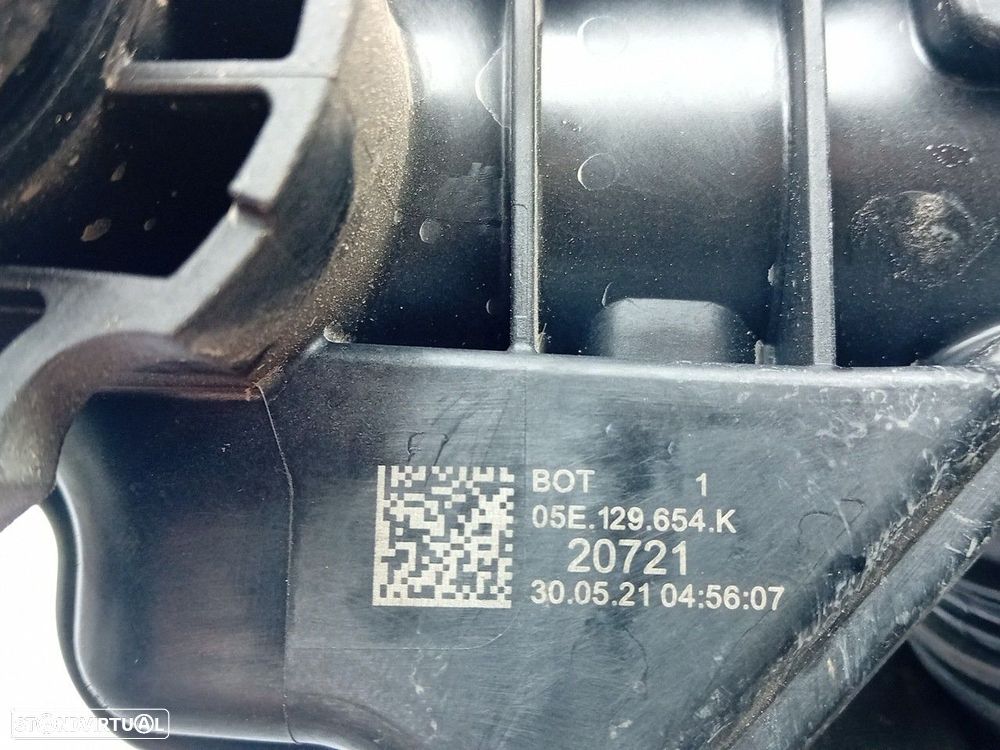 BOT 1
05E.129.654.K
20721
30.05.21 04:56:07
STANDVIRTUAL